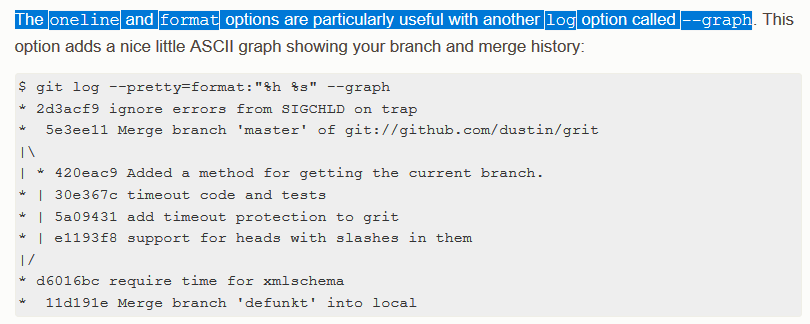 The oneline and format options are particularly useful with another log option called --graph. This
option adds a nice little ASCII graph showing your branch and merge history:
$ git log --pretty=format:"%h %s" --graph
* 2d3acf9 ignore errors from SIGCHLD on trap
*  5e3ee11 Merge branch 'master' of git://github.com/dustin/grit
|\
| * 420eac9 Added a method for getting the current branch.
* | 30e367c timeout code and tests
* | 5a09431 add timeout protection to grit
* | e1193f8 support for heads with slashes in them
|/
* d6016bc require time for xmlschema
*  11d191e Merge branch 'defunkt' into local